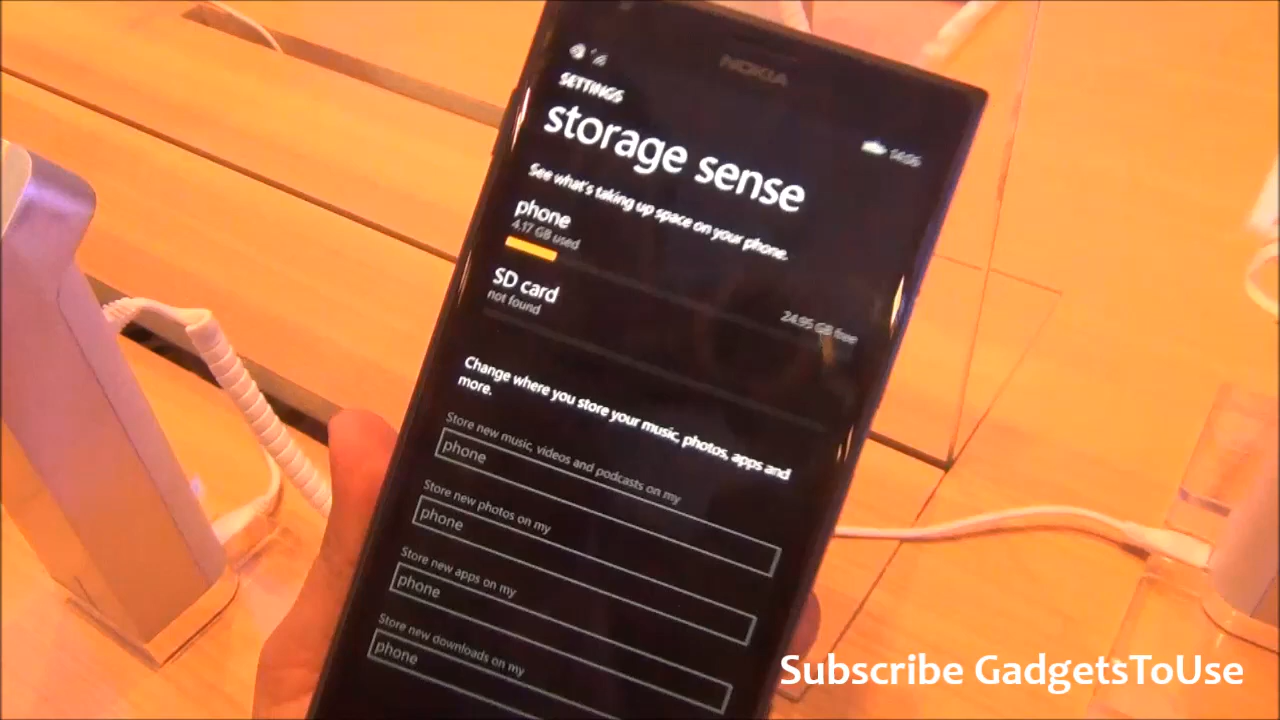 NOKIA
SETTINGS
storage sense
See what's taking up space on your phone.
phone
4.17 GB used
24.95 GB free
SD card
not found
Change where you store your music, photos, apps and
more.
Store new music, videos and podcasts on my
phone
Store new photos on my
phone
Store new apps on my
phone
Store new downloads on my
phone
Subscribe GadgetsToUse